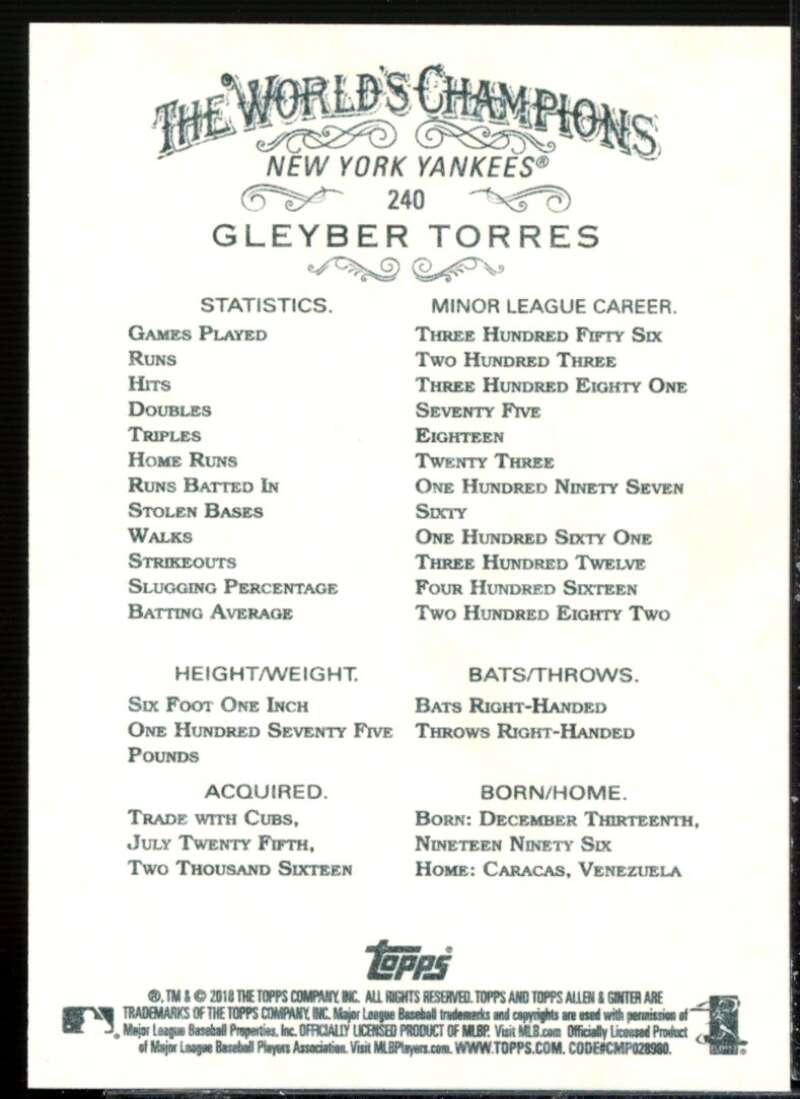 THE WORLD'S CHAMPIONS
NEW YORK YANKEES®
240
GLEYBER TORRES
STATISTICS. MINOR LEAGUE CAREER.
GAMES PLAYED THREE HUNDRED FIFTY SIX
RUNS TWO HUNDRED THREE
HITS THREE HUNDRED EIGHTY ONE
DOUBLES SEVENTY FIVE
TRIPLES EIGHTEEN
HOME RUNS TWENTY THREE
RUNS BATTED IN ONE HUNDRED NINETY SEVEN
STOLEN BASES SIXTY
WALKS ONE HUNDRED SIXTY ONE
STRIKEOUTS THREE HUNDRED TWELVE
SLUGGING PERCENTAGE FOUR HUNDRED SIXTEEN
BATTING AVERAGE TWO HUNDRED EIGHTY TWO
HEIGHT/WEIGHT.
SIX FOOT ONE INCH
ONE HUNDRED SEVENTY FIVE
POUNDS
BATS/THROWS.
BATS RIGHT-HANDED
THROWS RIGHT-HANDED
ACQUIRED.
TRADE WITH CUBS,
JULY TWENTY FIFTH,
TWO THOUSAND SIXTEEN
BORN/HOME.
BORN: DECEMBER THIRTEENTH,
NINETEEN NINETY SIX
HOME: CARACAS, VENEZUELA
topps
®, TM & © 2018 THE TOPPS COMPANY, INC. ALL RIGHTS RESERVED. TOPPS AND TOPPS ALLEN & GINTER ARE
TRADEMARKS OF THE TOPPS COMPANY, INC. Major League Baseball trademarks and copyrights are used with permission of
Major League Baseball Properties, Inc. OFFICIALLY LICENSED PRODUCT OF MLBP. Visit MLB.com Officially Licensed Product
of Major League Baseball Players Association. Visit MLBPlayers.com. WWW.TOPPS.COM. CODE#CMP028980.